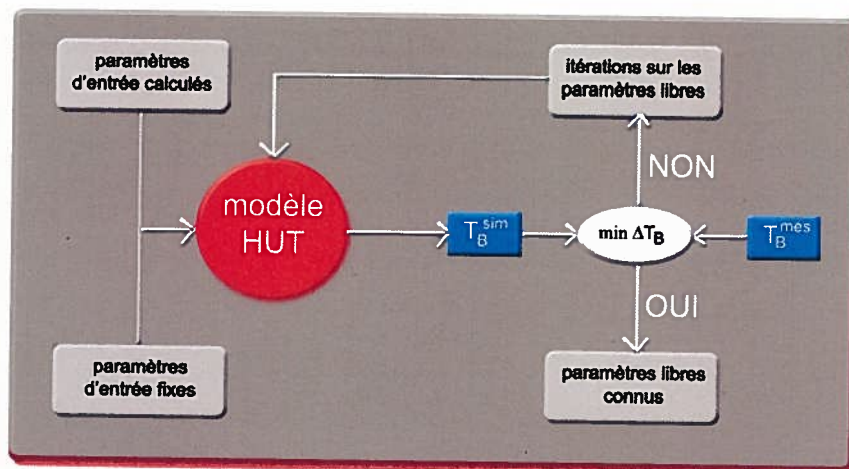 paramètres
d'entrée calculés
itérations sur les
paramètres libres
NON
modèle
HUT
T_B^sim
min ΔT_B
T_B^mes
OUI
paramètres
d'entrée fixes
paramètres libres
connus